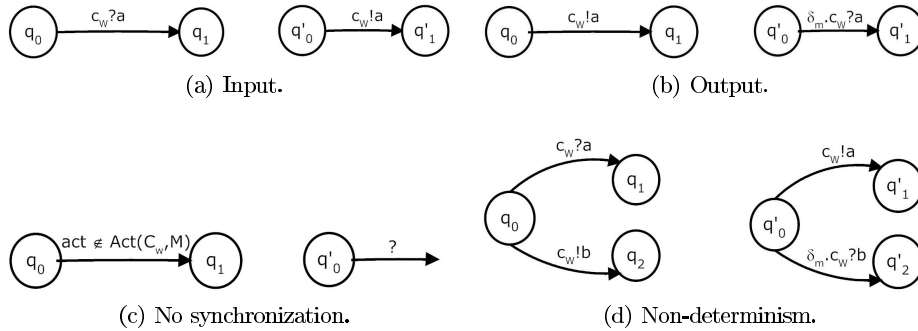 q₀ c_w?a q₁ q'₀ c_w!a q'₁
(a) Input.
q₀ c_w!a q₁ q'₀ δ_m.c_w?a q'₁
(b) Output.
q₀ act ∉ Act(C_w,M) q₁ q'₀ ?
(c) No synchronization.
c_w?a
q₁
q₀
c_w!b
q₂
c_w!a
q'₁
q'₀
δ_m.c_w?b
q'₂
(d) Non-determinism.